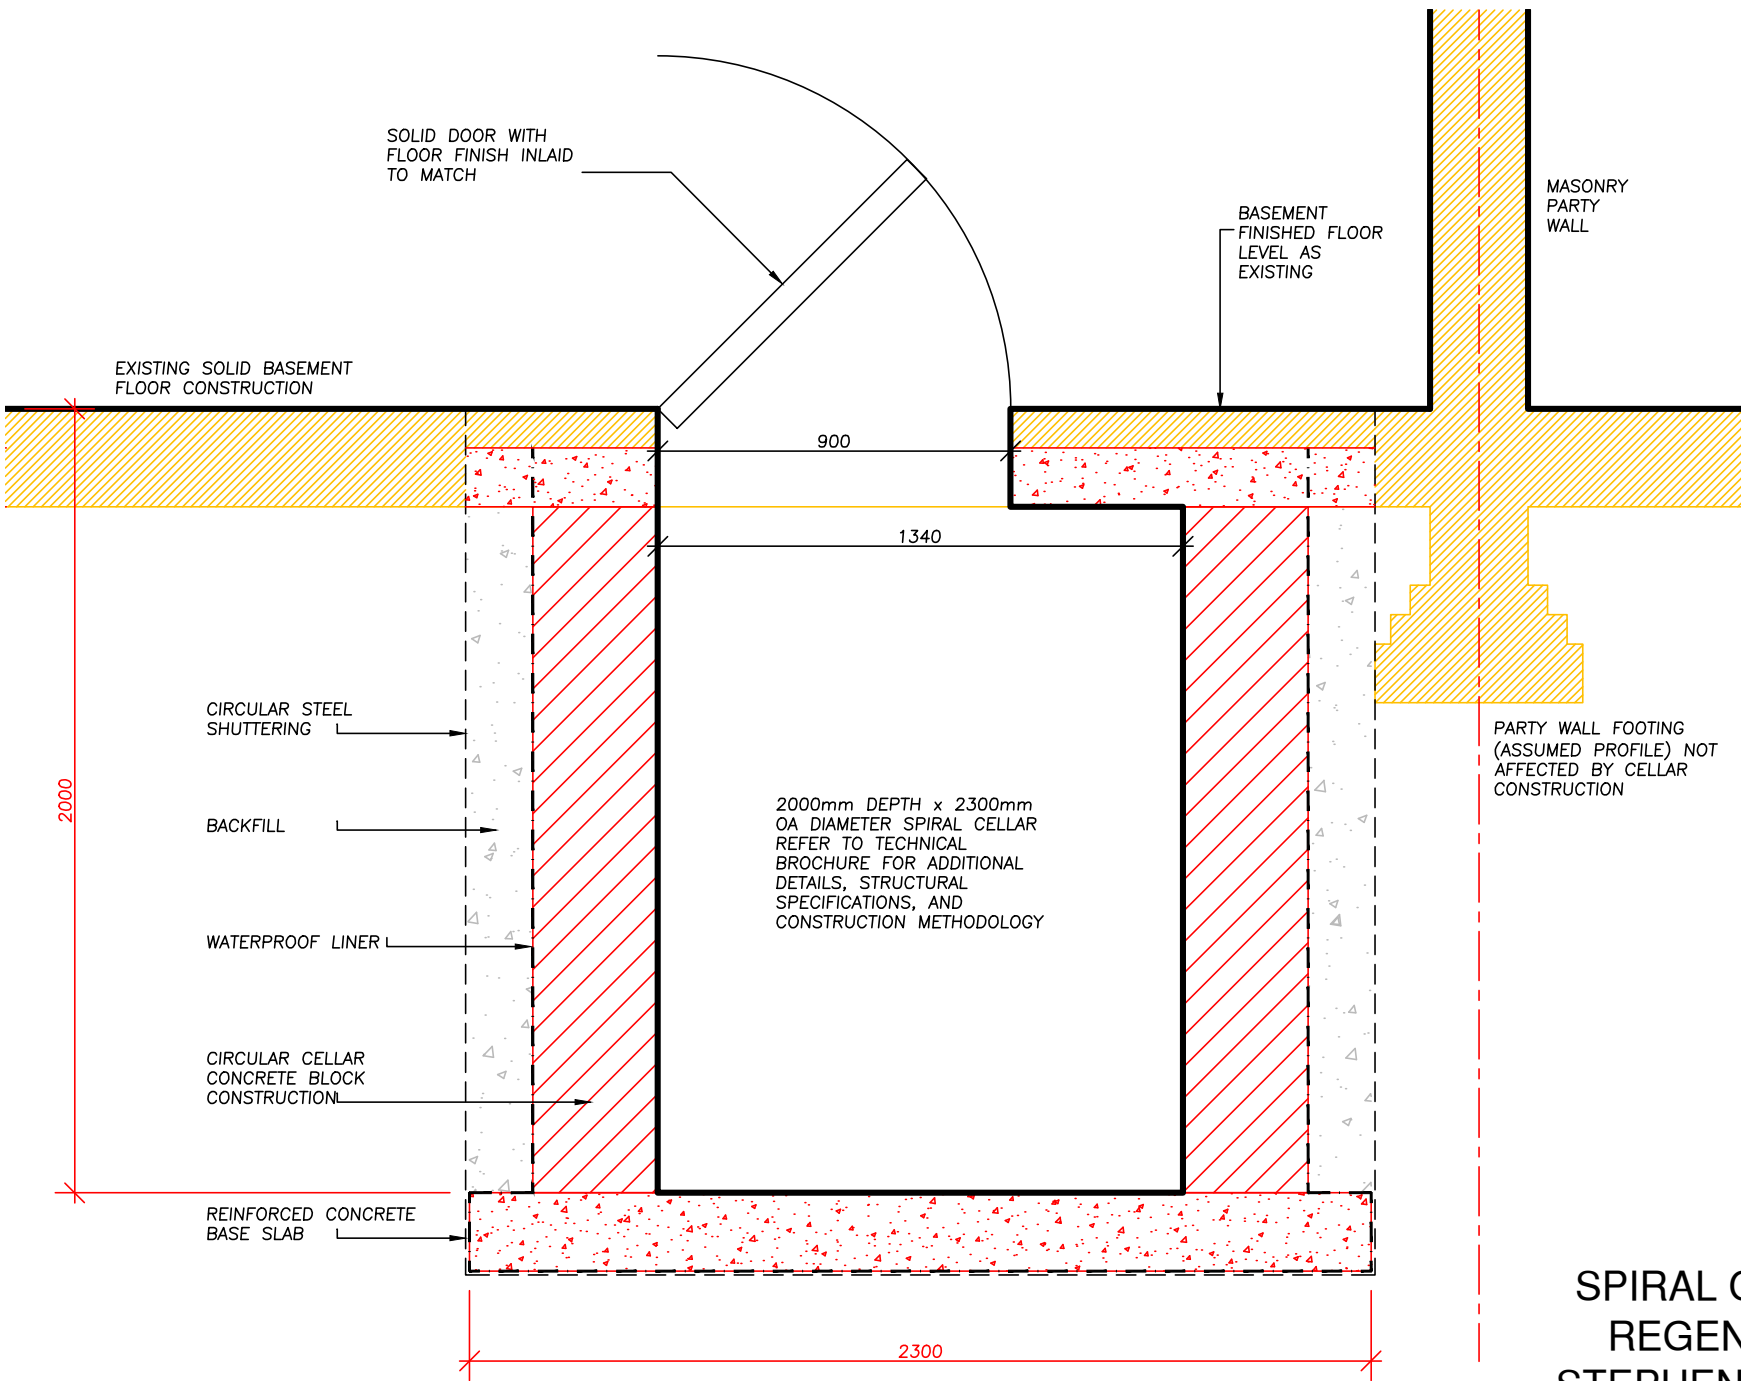 SOLID DOOR WITH
FLOOR FINISH INLAID
TO MATCH
MASONRY
PARTY
WALL
BASEMENT
FINISHED FLOOR
LEVEL AS
EXISTING
EXISTING SOLID BASEMENT
FLOOR CONSTRUCTION
900
1340
CIRCULAR STEEL
SHUTTERING
PARTY WALL FOOTING
(ASSUMED PROFILE) NOT
AFFECTED BY CELLAR
CONSTRUCTION
2000
BACKFILL
2000mm DEPTH x 2300mm
OA DIAMETER SPIRAL CELLAR
REFER TO TECHNICAL
BROCHURE FOR ADDITIONAL
DETAILS, STRUCTURAL
SPECIFICATIONS, AND
CONSTRUCTION METHODOLOGY
WATERPROOF LINER
CIRCULAR CELLAR
CONCRETE BLOCK
CONSTRUCTION
REINFORCED CONCRETE
BASE SLAB
2300
SPIRAL
REGEN
STEPHEN